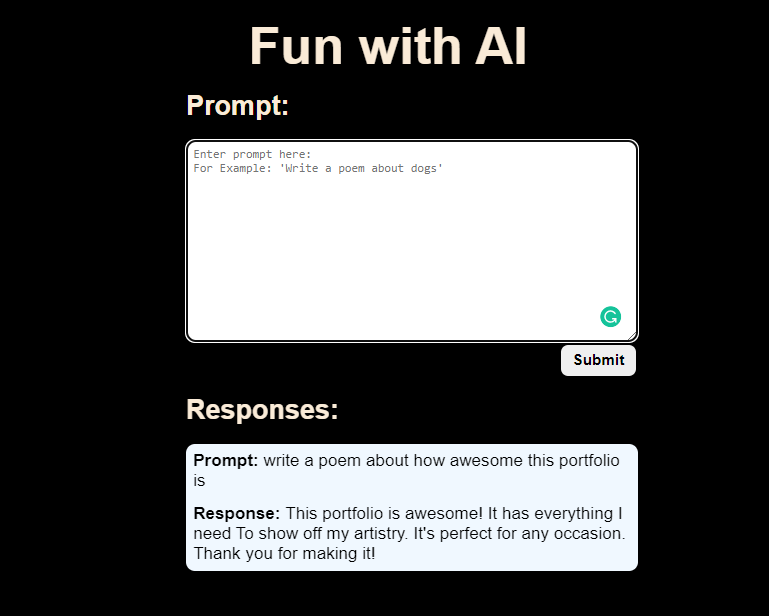 Fun with AI
Prompt:
Enter prompt here:
For Example: 'Write a poem about dogs'
Submit
Responses:
Prompt: write a poem about how awesome this portfolio
is
Response: This portfolio is awesome! It has everything I
need To show off my artistry. It's perfect for any occasion.
Thank you for making it!